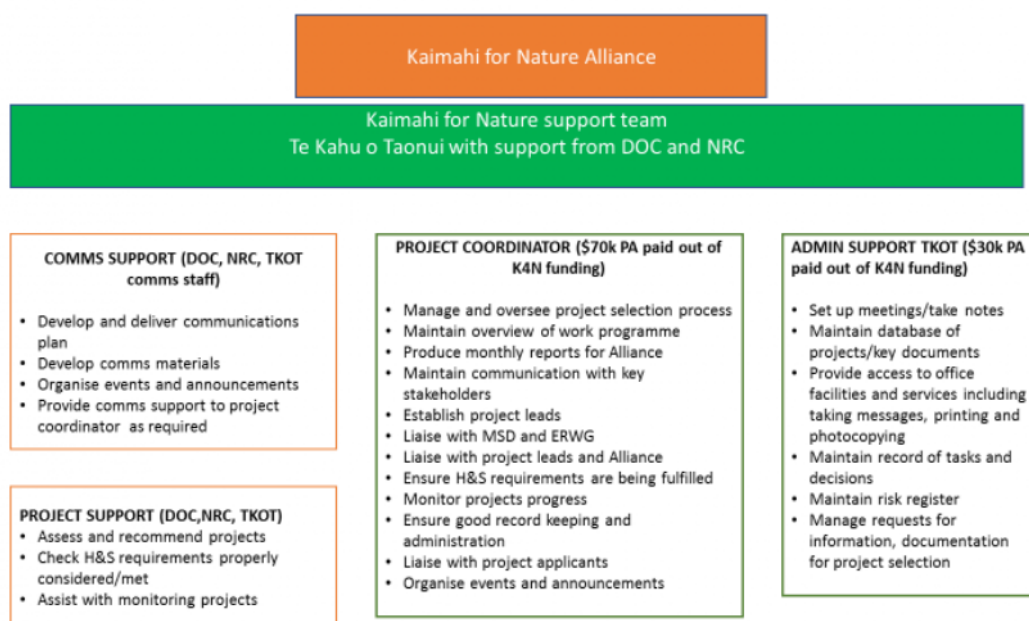 Kaimahi for Nature Alliance
Kaimahi for Nature support team
Te Kahu o Taonui with support from DOC and NRC
COMMS SUPPORT (DOC, NRC, TKOT
comms staff)
• Develop and deliver communications
plan
• Develop comms materials
• Organise events and announcements
• Provide comms support to project
coordinator as required
PROJECT SUPPORT (DOC,NRC, TKOT)
• Assess and recommend projects
• Check H&S requirements properly
considered/met
• Assist with monitoring projects
PROJECT COORDINATOR ($70k PA paid out of
K4N funding)
• Manage and oversee project selection process
• Maintain overview of work programme
• Produce monthly reports for Alliance
• Maintain communication with key
stakeholders
• Establish project leads
• Liaise with MSD and ERWG
• Liaise with project leads and Alliance
• Ensure H&S requirements are being fulfilled
• Monitor projects progress
• Ensure good record keeping and
administration
• Liaise with project applicants
• Organise events and announcements
ADMIN SUPPORT TKOT ($30k PA
paid out of K4N funding)
• Set up meetings/take notes
• Maintain database of
projects/key documents
• Provide access to office
facilities and services including
taking messages, printing and
photocopying
• Maintain record of tasks and
decisions
• Maintain risk register
• Manage requests for
information, documentation
for project selection